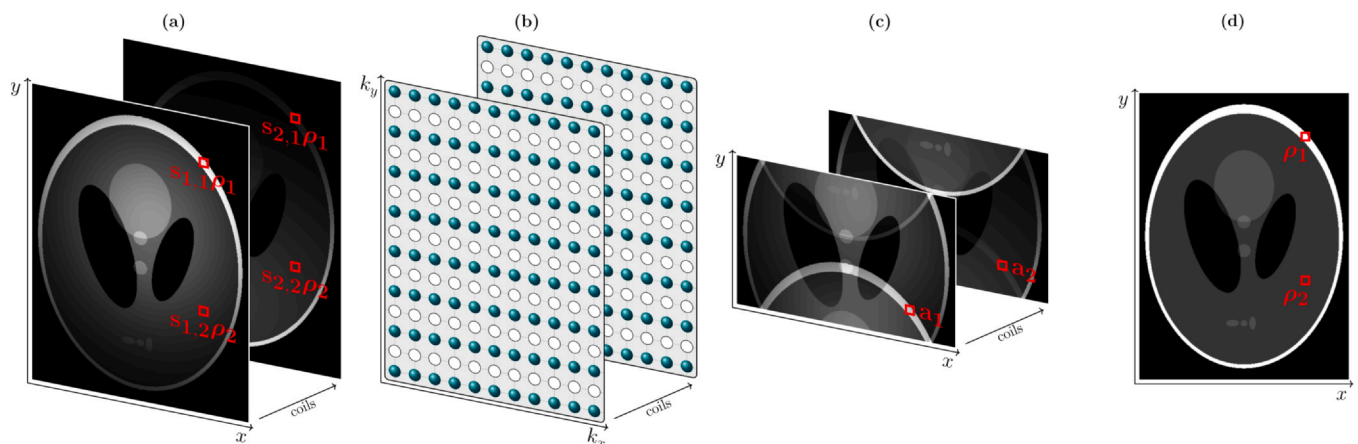 (a)
y
s2,1ρ1
s1,1ρ1
s2,2ρ2
s1,2ρ2
coils
x
(b)
ky
coils
kx
(c)
y
a2
a1
coils
x
(d)
y
ρ1
ρ2
x